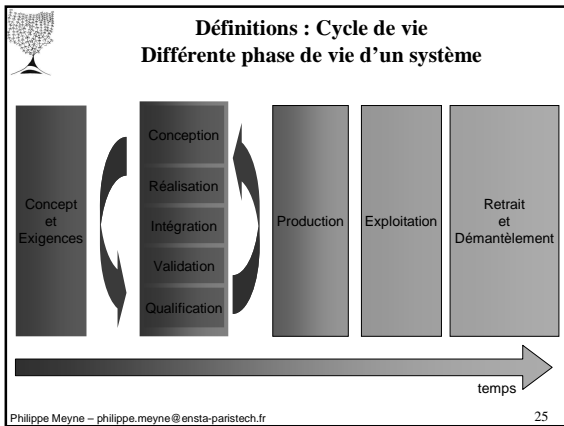 Définitions : Cycle de vie
Différente phase de vie d'un système
Concept
et
Exigences
Conception
Réalisation
Intégration
Validation
Qualification
Production
Exploitation
Retrait
et
Démantèlement
temps
Philippe Meyne – philippe.meyne@ensta-paristech.fr
25